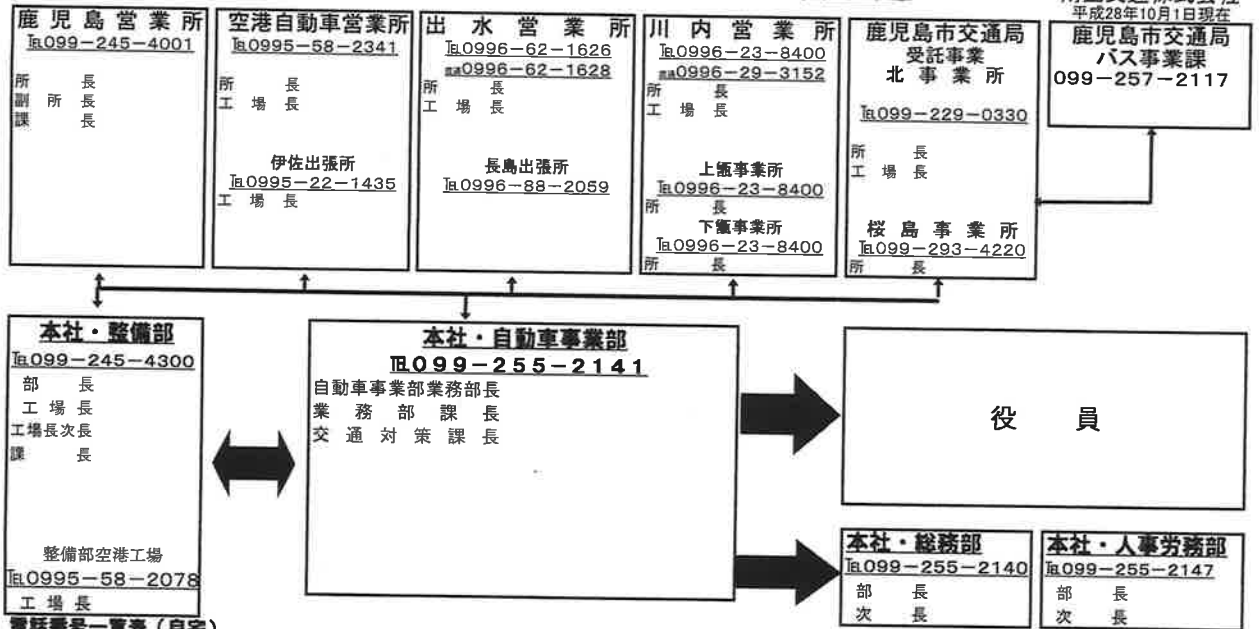 平成28年10月1日現在
鹿児島営業所
℡099-245-4001
所長
副所長
課長
空港自動車営業所
℡0995-58-2341
所長
工場長
伊佐出張所
℡0995-22-1435
工場長
出水営業所
℡0996-62-1626
0996-62-1628
所長
工場長
長島出張所
℡0996-88-2059
川内営業所
℡0996-23-8400
0996-29-3152
所長
工場長
上甑事業所
℡0996-23-8400
所長
下甑事業所
℡0996-23-8400
所長
鹿児島市交通局
受託事業
北事業所
℡099-229-0330
所長
工場長
桜島事業所
℡099-293-4220
所長
鹿児島市交通局
バス事業課
099-257-2117
本社・整備部
℡099-245-4300
部長
工場長
工場長次長
課長
整備部空港工場
℡0995-58-2078
工場長
本社・自動車事業部
℡099-255-2141
自動車事業部業務部長
業務部課長
交通対策課長
役員
本社・総務部
℡099-255-2140
部長
次長
本社・人事労務部
℡099-255-2147
部長
次長
電話番号一覧表(自宅)